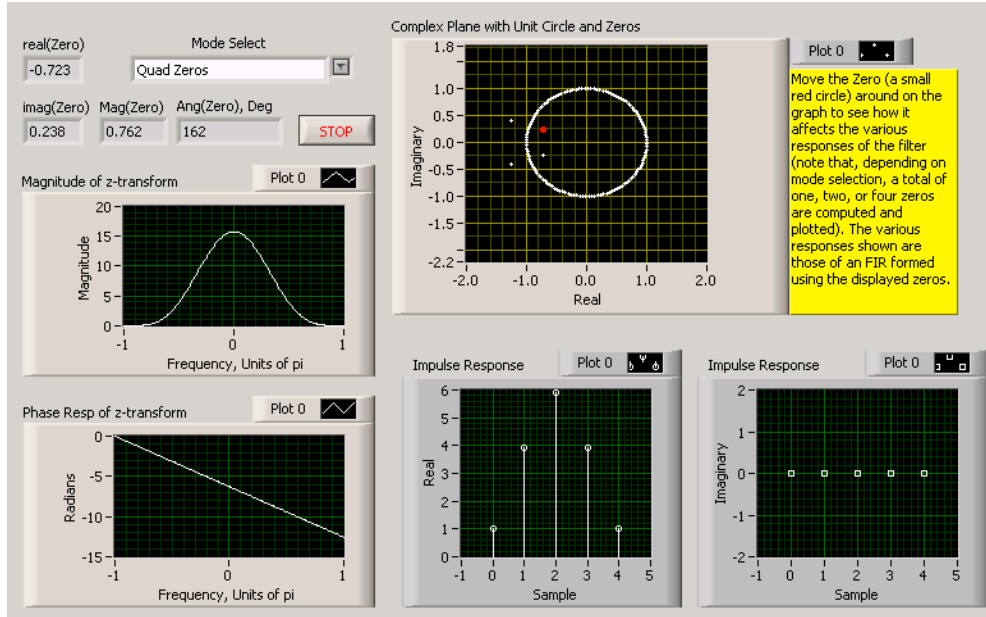 real(Zero)
-0.723
Mode Select
Quad Zeros
imag(Zero)
0.238
Mag(Zero)
0.762
Ang(Zero), Deg
162
STOP
Complex Plane with Unit Circle and Zeros
Plot 0
1.8
1.0
0.5
0.0
-0.5
-1.0
-1.5
-2.2
Imaginary
-2.0 -1.0 0.0 1.0 2.0
Real
Move the Zero (a small
red circle) around on the
graph to see how it
affects the various
responses of the filter
(note that, depending on
mode selection, a total of
one, two, or four zeros
are computed and
plotted). The various
responses shown are
those of an FIR formed
using the displayed zeros.
Magnitude of z-transform
Plot 0
20
15
10
5
0
Magnitude
-1 0 1
Frequency, Units of pi
Phase Resp of z-transform
Plot 0
0
-5
-10
-15
Radians
-1 0 1
Frequency, Units of pi
Impulse Response
Plot 0
6
5
4
3
2
1
0
Real
-1 0 1 2 3 4 5
Sample
Impulse Response
Plot 0
2
1
0
-1
-2
Imaginary
-1 0 1 2 3 4 5
Sample